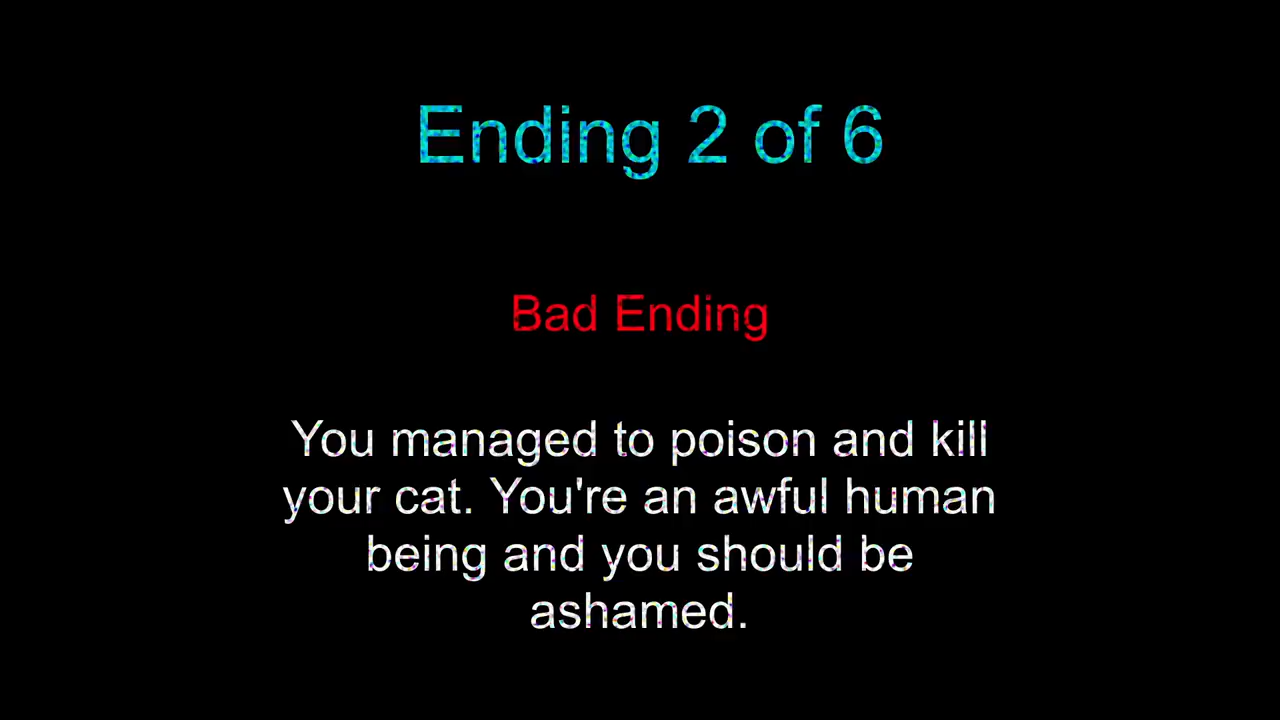 Ending 2 of 6
Bad Ending
You managed to poison and kill
your cat. You're an awful human
being and you should be
ashamed.